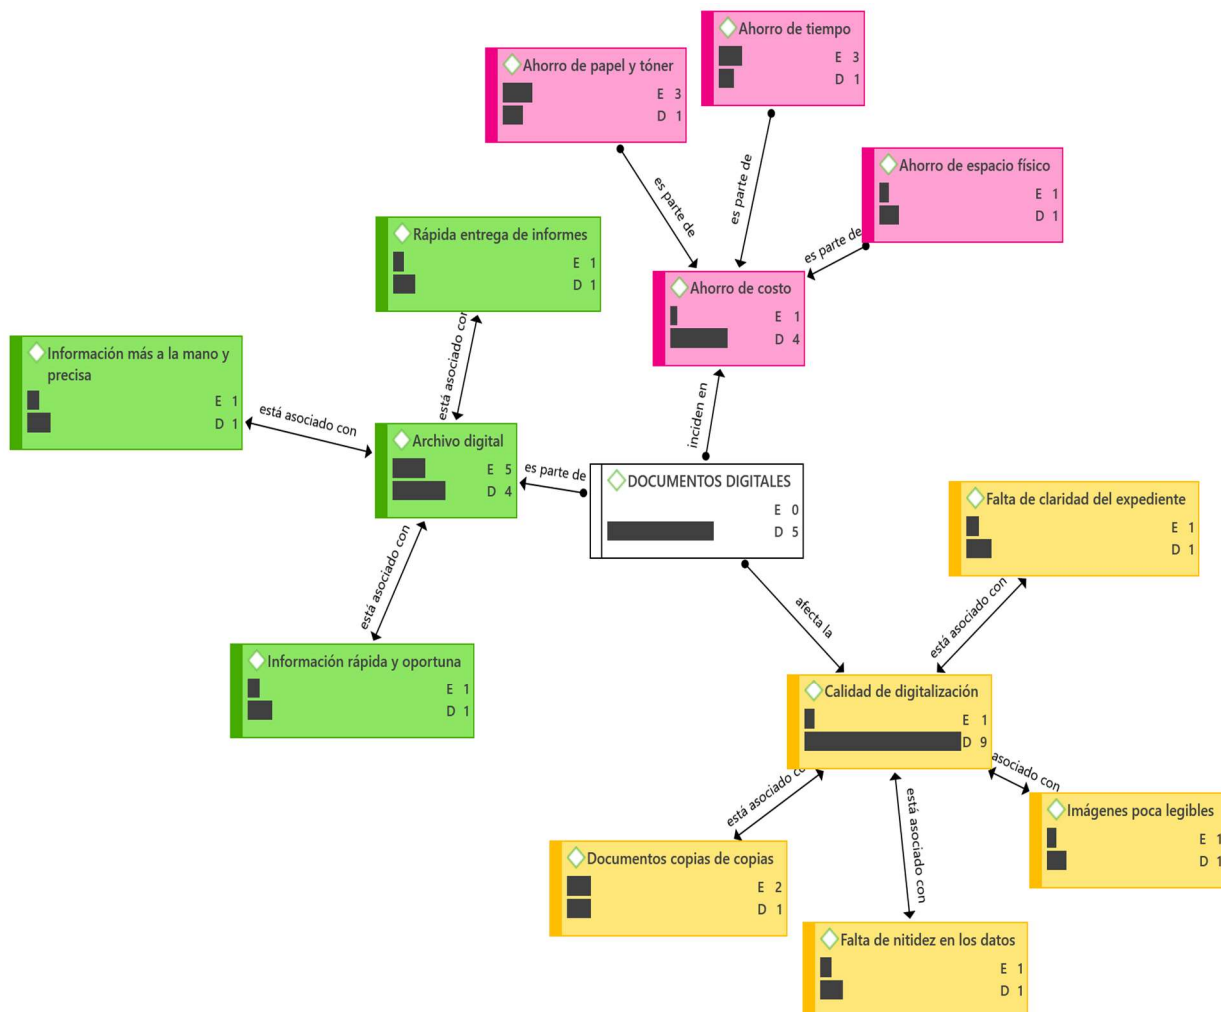 Ahorro de tiempo
E 3
D 1
Ahorro de papel y tóner
E 3
D 1
Ahorro de espacio físico
E 1
D 1
es parte de
es parte de
es parte de
Rápida entrega de informes
E 1
D 1
Ahorro de costo
E 1
D 4
Información más a la mano y
precisa
E 1
D 1
está asociado con
está asociado con
inciden en
Archivo digital
E 5
D 4
es parte de
DOCUMENTOS DIGITALES
E 0
D 5
Falta de claridad del expediente
E 1
D 1
está asociado con
afecta la
está asociado con
Información rápida y oportuna
E 1
D 1
Calidad de digitalización
E 1
D 9
está asociado co
está asociado con
asociado con
Imágenes poca legibles
E 1
D 1
Documentos copias de copias
E 2
D 1
Falta de nitidez en los datos
E 1
D 1